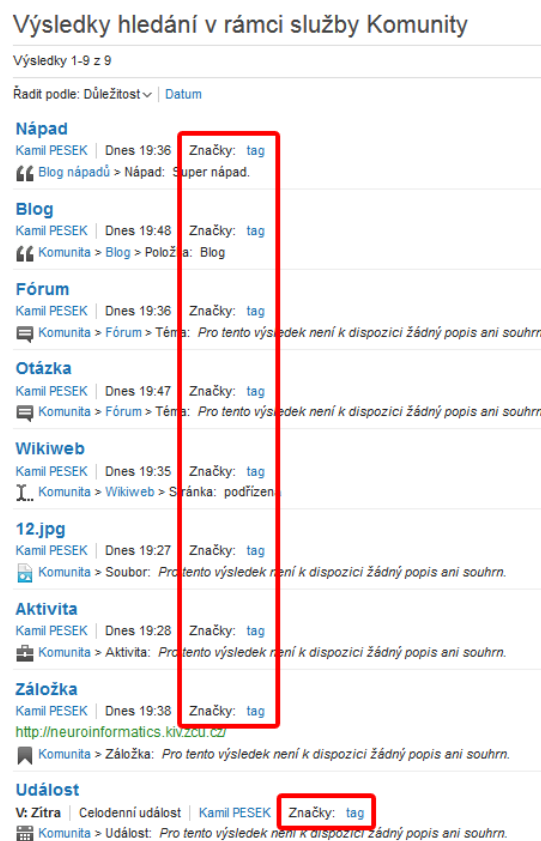 Výsledky hledání v rámci služby Komunity
Výsledky 1-9 z 9
Řadit podle: Důležitost | Datum
Nápad
Kamil PESEK | Dnes 19:36 Značky: tag
Blog nápadů > Nápad: Super nápad.
Blog
Kamil PESEK | Dnes 19:48 Značky: tag
Komunita > Blog > Položka: Blog
Fórum
Kamil PESEK | Dnes 19:36 Značky: tag
Komunita > Fórum > Téma: Pro tento výsledek není k dispozici žádný popis ani souhrn
Otázka
Kamil PESEK | Dnes 19:47 Značky: tag
Komunita > Fórum > Téma: Pro tento výsledek není k dispozici žádný popis ani souhrn
Wikiweb
Kamil PESEK | Dnes 19:35 Značky: tag
Komunita > Wikiweb > Stránka: podřízená
12.jpg
Kamil PESEK | Dnes 19:27 Značky: tag
Komunita > Soubor: Pro tento výsledek není k dispozici žádný popis ani souhrn.
Aktivita
Kamil PESEK | Dnes 19:28 Značky: tag
Komunita > Aktivita: Pro tento výsledek není k dispozici žádný popis ani souhrn.
Záložka
Kamil PESEK | Dnes 19:38 Značky: tag
http://neuroinformatics.kiv.zcu.cz/
Komunita > Záložka: Pro tento výsledek není k dispozici žádný popis ani souhrn.
Událost
V: Zítra | Celodenní událost | Kamil PESEK Značky: tag
Komunita > Událost: Pro tento výsledek není k dispozici žádný popis ani souhrn.